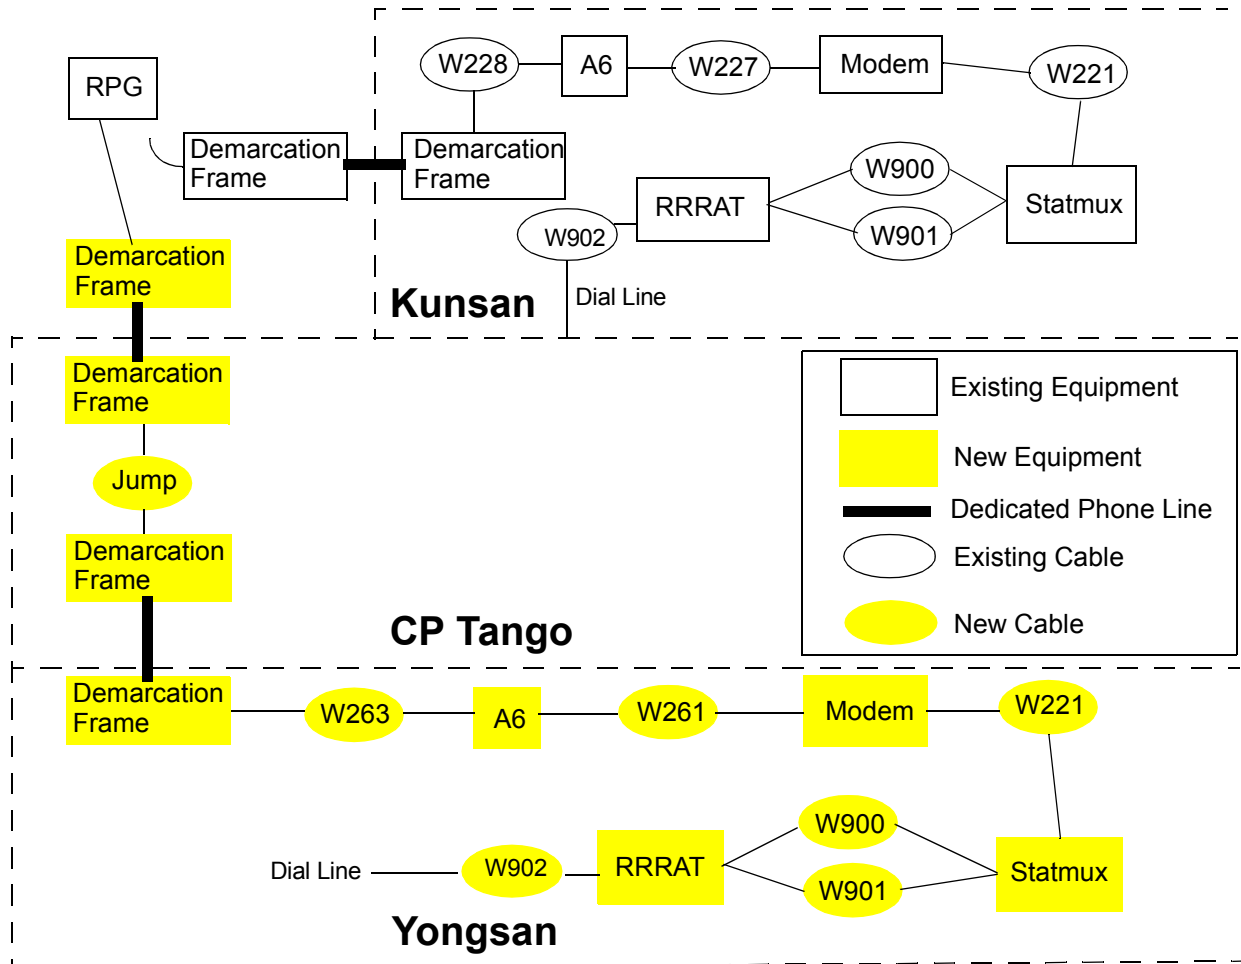 W228
A6
W227
Modem
W221
RPG
Demarcation
Frame
Demarcation
Frame
W900
RRRAT
Statmux
W901
W902
Demarcation
Frame
Kunsan
Dial Line
Demarcation
Frame
Existing Equipment
New Equipment
Jump
Dedicated Phone Line
Demarcation
Frame
Existing Cable
New Cable
CP Tango
Demarcation
Frame
W263
A6
W261
Modem
W221
W900
Dial Line
W902
RRRAT
Statmux
W901
Yongsan